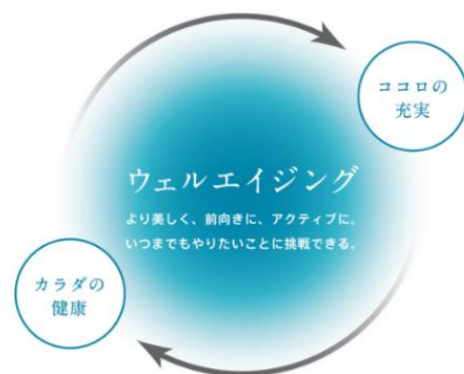 ココロの
充実
ウェルエイジング
より美しく、前向きに、アクティブに。
いつまでもやりたいことに挑戦できる。
カラダの
健康